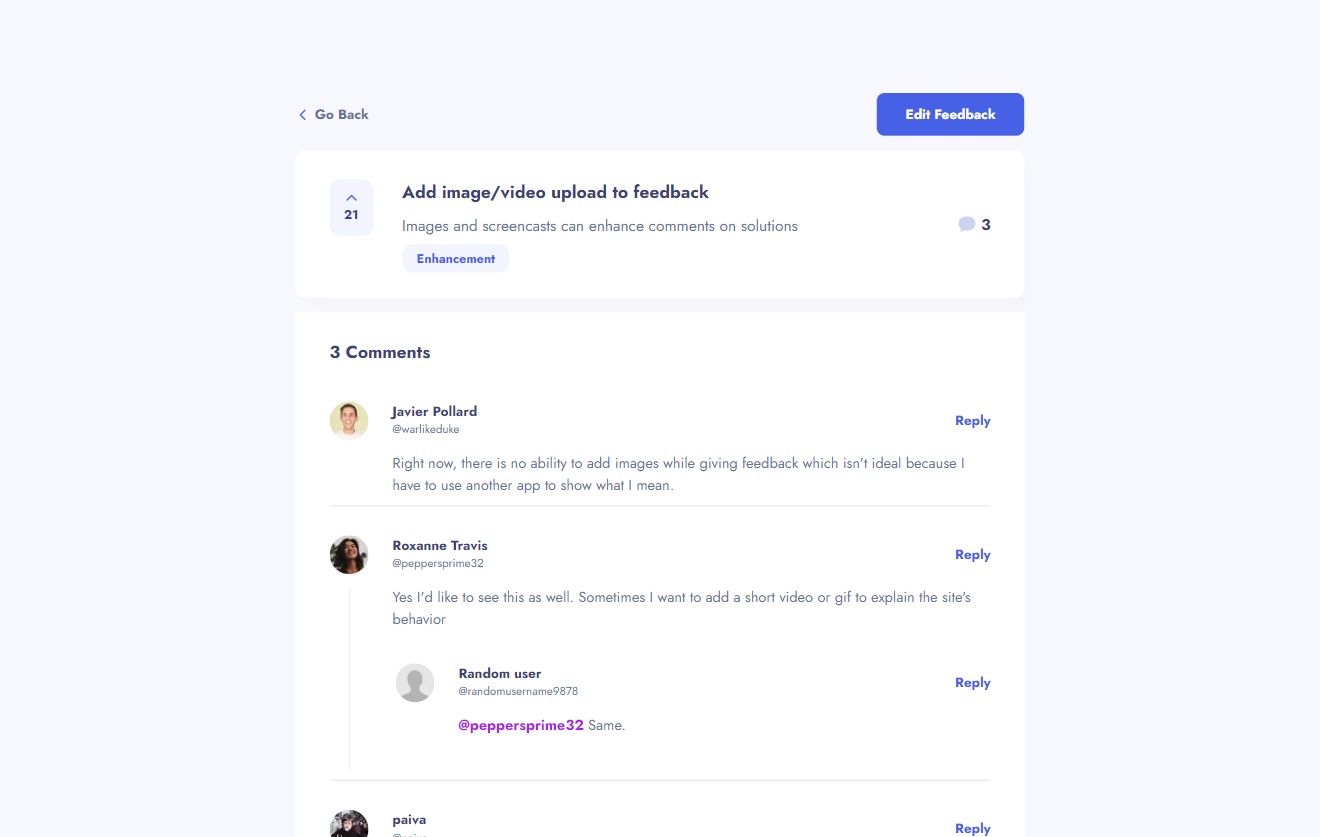 Go Back
Edit Feedback
21
Add image/video upload to feedback
Images and screencasts can enhance comments on solutions
Enhancement
3
3 Comments
Javier Pollard
@warlikeduke
Reply
Right now, there is no ability to add images while giving feedback which isn't ideal because I
have to use another app to show what I mean.
Roxanne Travis
@peppersprime32
Reply
Yes I'd like to see this as well. Sometimes I want to add a short video or gif to explain the site's
behavior
Random user
@randomusername9878
Reply
@peppersprime32 Same.
paiva
Reply